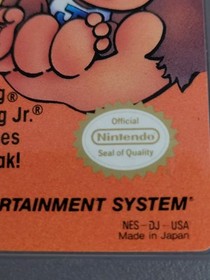 g®
g Jr.®
es
ak!
Official
Nintendo
Seal of Quality
RTAINMENT SYSTEM®
NES-DJ-USA
Made in Japan